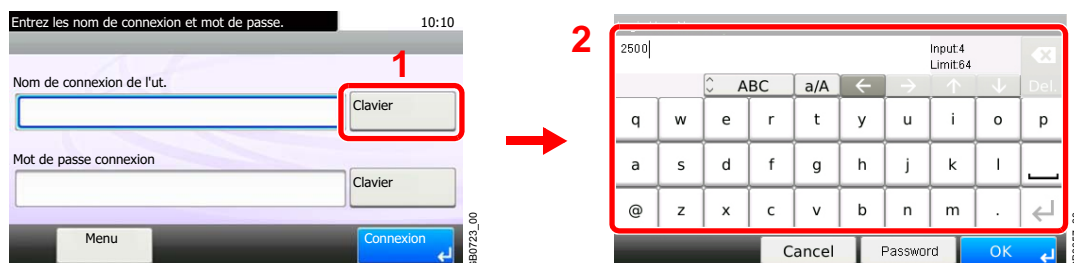 Entrez les nom de connexion et mot de passe. 10:10
1
Nom de connexion de l'ut.
Clavier
Mot de passe connexion
Clavier
Menu
Connexion
2
2500
Input:4
Limit:64
ABC a/A ← → ↑ ↓ Del.
q w e r t y u i o p
a s d f g h j k l
@ z x c v b n m .
Cancel Password OK